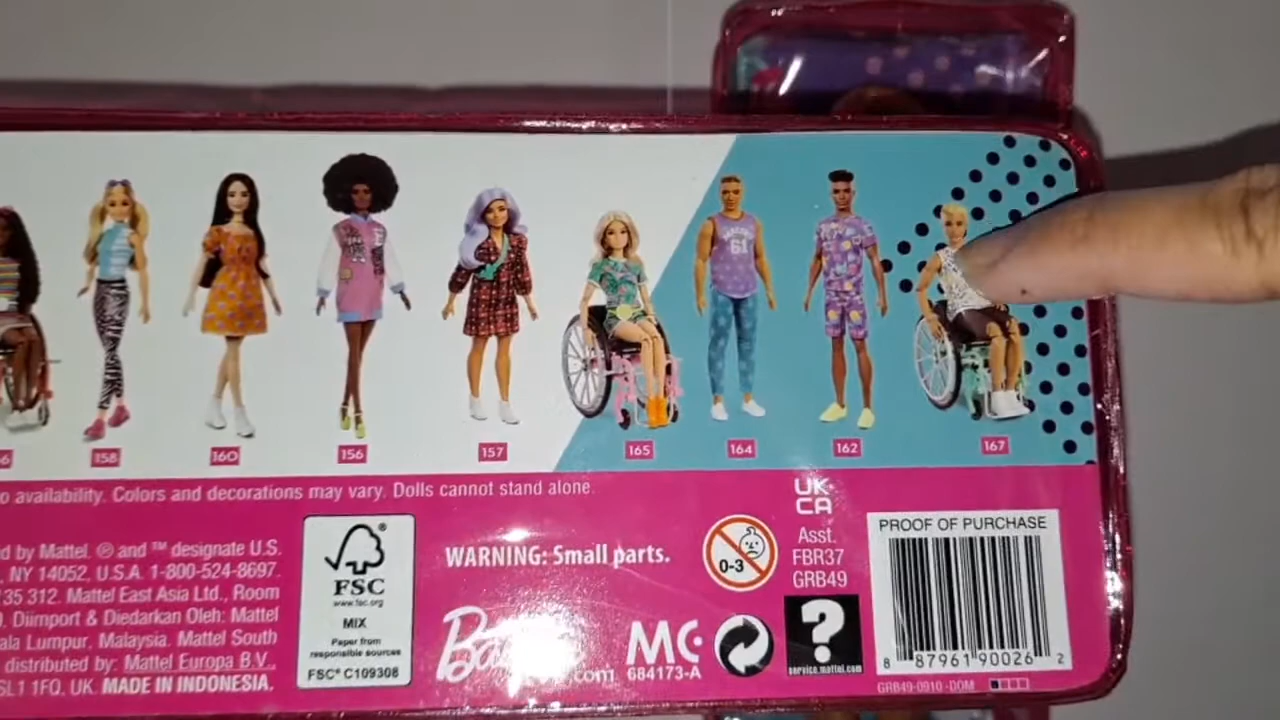 61
6
158
160
156
157
165
164
162
167
o availability. Colors and decorations may vary. Dolls cannot stand alone.
d by Mattel. ® and ™ designate U.S.
, NY 14052, U.S.A. 1-800-524-8697.
35 312. Mattel East Asia Ltd., Room
). Diimport & Diedarkan Oleh: Mattel
ala Lumpur, Malaysia. Mattel South
distributed by: Mattel Europa B.V.,
SL1 1FQ, UK. MADE IN INDONESIA.
FSC
www.fsc.org
MIX
Paper from
responsible sources
FSC® C109308
WARNING: Small parts.
0-3
Barbie.com
MC
684173-A
UK
CA
Asst.
FBR37
GRB49
?
service.mattel.com
PROOF OF PURCHASE
8 87961 90026 2
GRB49-0910-DOM